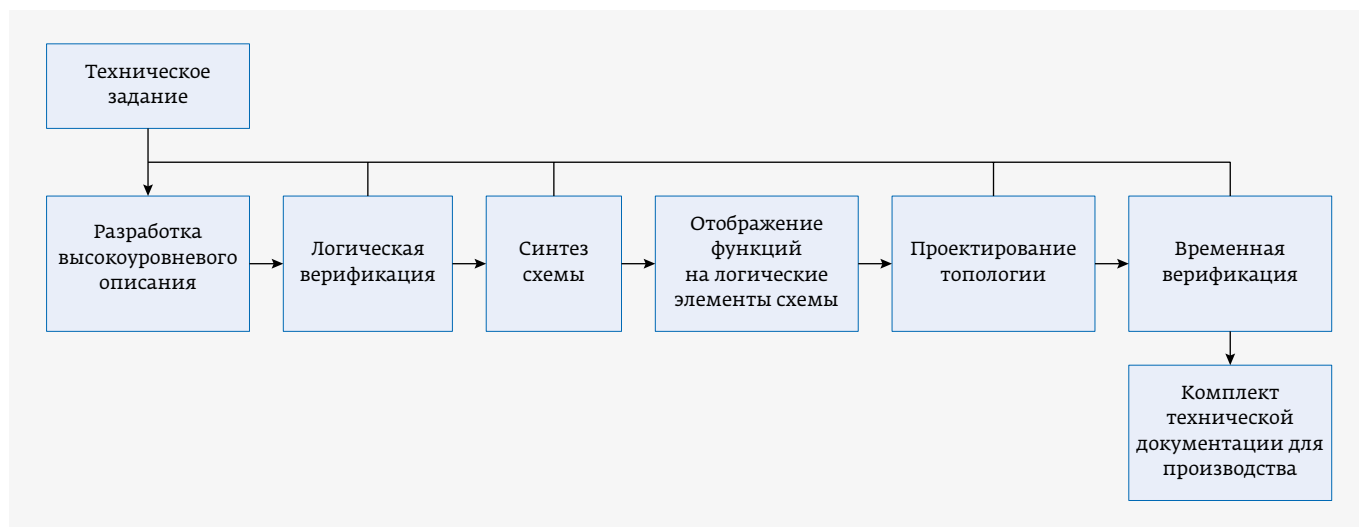 Техническое
задание
Разработка
высокоуровневого
описания
Логическая
верификация
Синтез
схемы
Отображение
функций
на логические
элементы схемы
Проектирование
топологии
Временная
верификация
Комплект
технической
документации для
производства